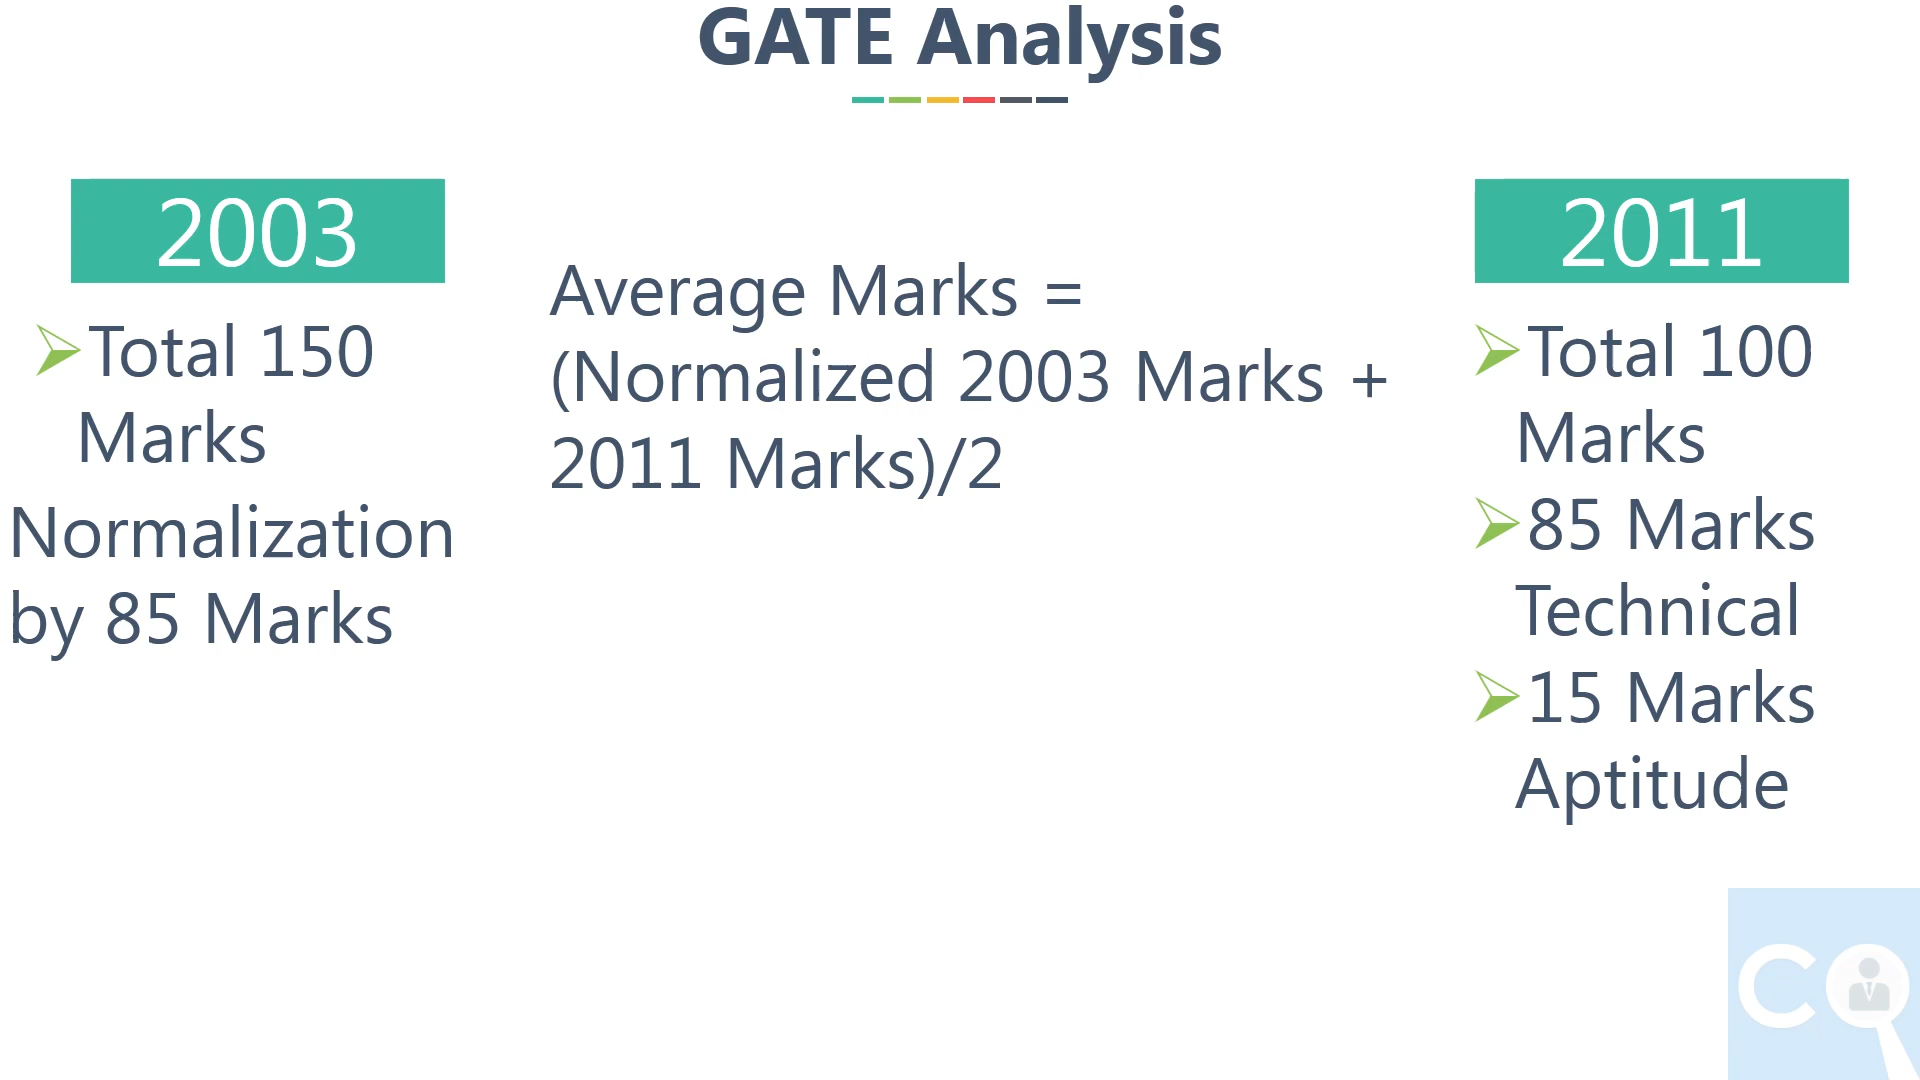 GATE Analysis
2003
➢Total 150
Marks
Normalization
by 85 Marks
Average Marks =
(Normalized 2003 Marks +
2011 Marks)/2
2011
➢Total 100
Marks
➢85 Marks
Technical
➢15 Marks
Aptitude
CQ